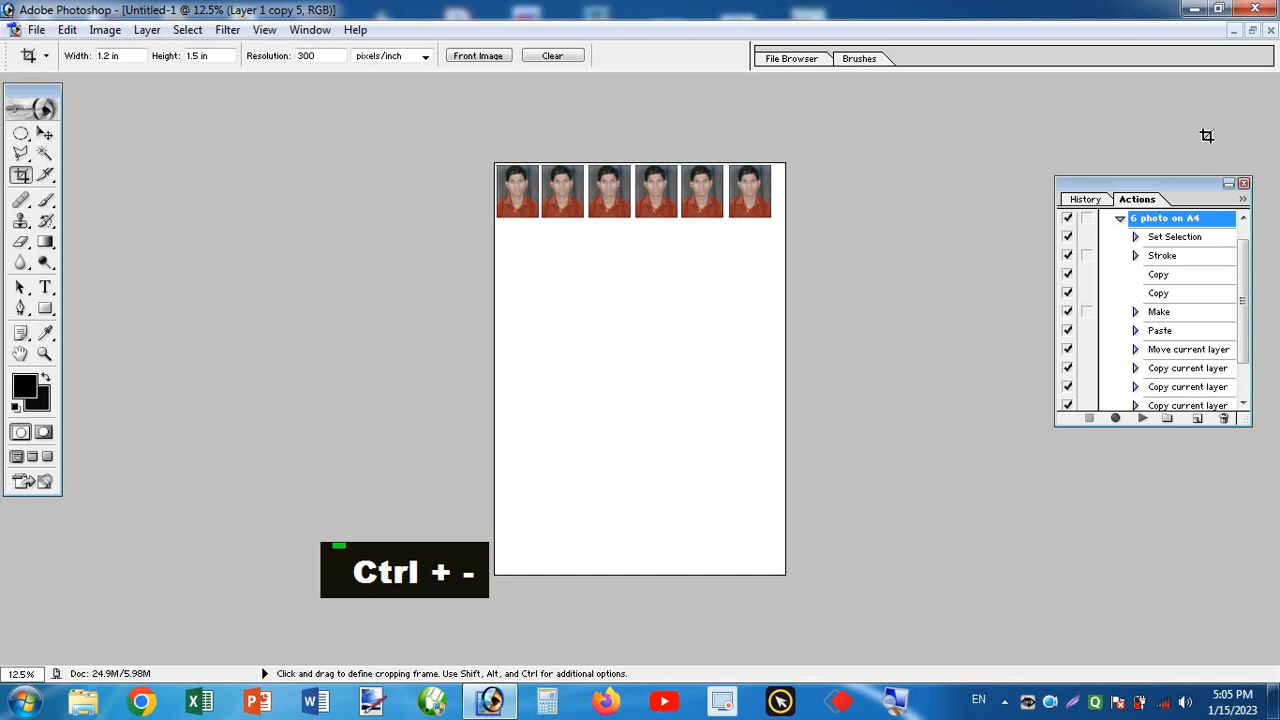 Adobe Photoshop - [Untitled-1 @ 12.5% (Layer 1 copy 5, RGB)]
File Edit Image Layer Select Filter View Window Help
Width: 1.2 in Height: 1.5 in Resolution: 300 pixels/inch Front Image Clear File Browser Brushes
History Actions
6 photo on A4
Set Selection
Stroke
Copy
Copy
Make
Paste
Move current layer
Copy current layer
Copy current layer
Copy current layer
Ctrl + -
12.5% Doc: 24.9M/5.98M Click and drag to define cropping frame. Use Shift, Alt, and Ctrl for additional options.
EN
5:05 PM
1/15/2023